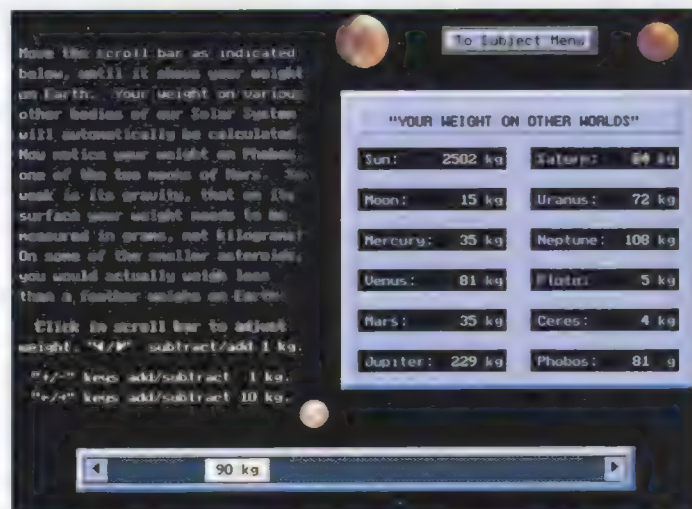 Move the scroll bar as indicated
below, until it shows your weight
on Earth. Your weight on various
other bodies of our Solar System
will automatically be calculated.
Now notice your weight on Phobos,
one of the two moons of Mars. So
weak is its gravity, that on its
surface your weight needs to be
measured in grams, not kilograms!
On some of the smaller asteroids,
you would actually weigh less
than a feather weighs on Earth.
Click in scroll bar to adjust
weight. subtract/add 1 kg.
"+/-" keys add/subtract 1 kg.
keys add/subtract 10 kg.
To Subject Menu
"YOUR WEIGHT ON OTHER WORLDS"
Sun: 2502 kg
Saturn: kg
Moon: 15 kg
Uranus: 72 kg
Mercury: 35 kg
Neptune: 108 kg
Venus: 81 kg
Pluto: 5 kg
Mars: 35 kg
Ceres: 4 kg
Jupiter: 229 kg
Phobos: 81 g
90 kg